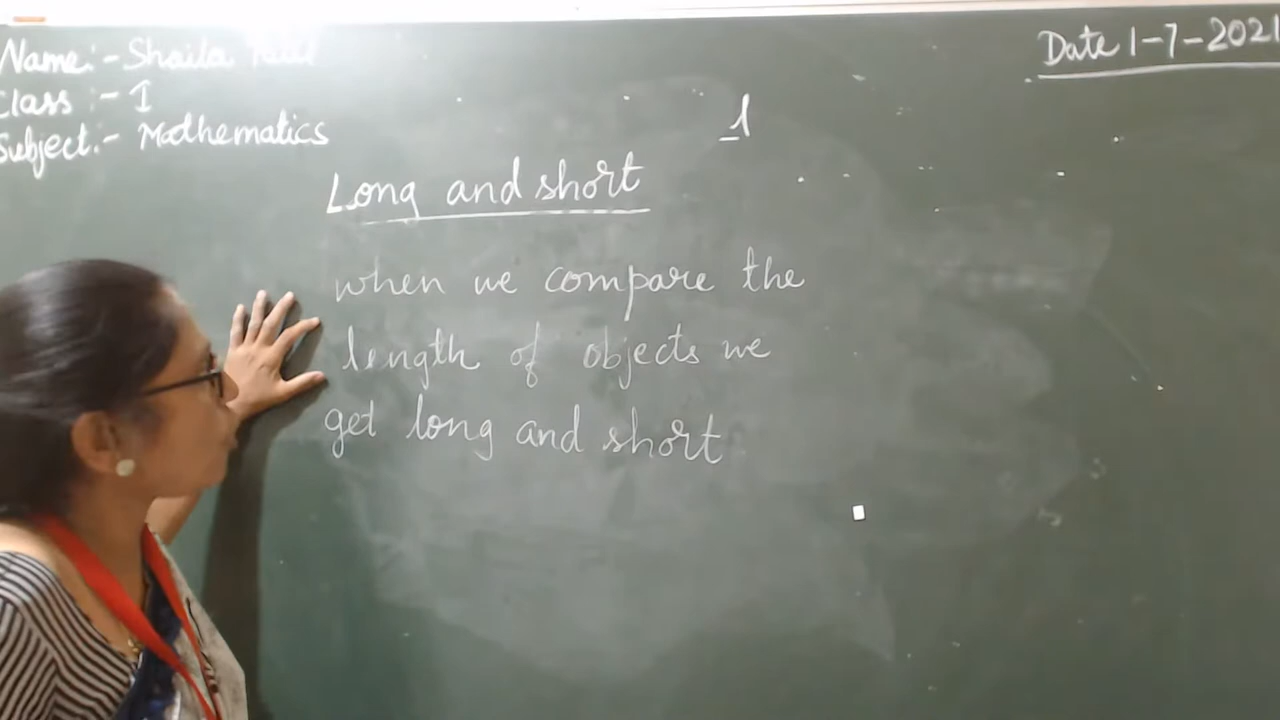 Name:- Shaila
Class :- I
Subject:- Mathematics
Date 1-7-2021
1
Long and short
when we compare the
length of objects we
get long and short